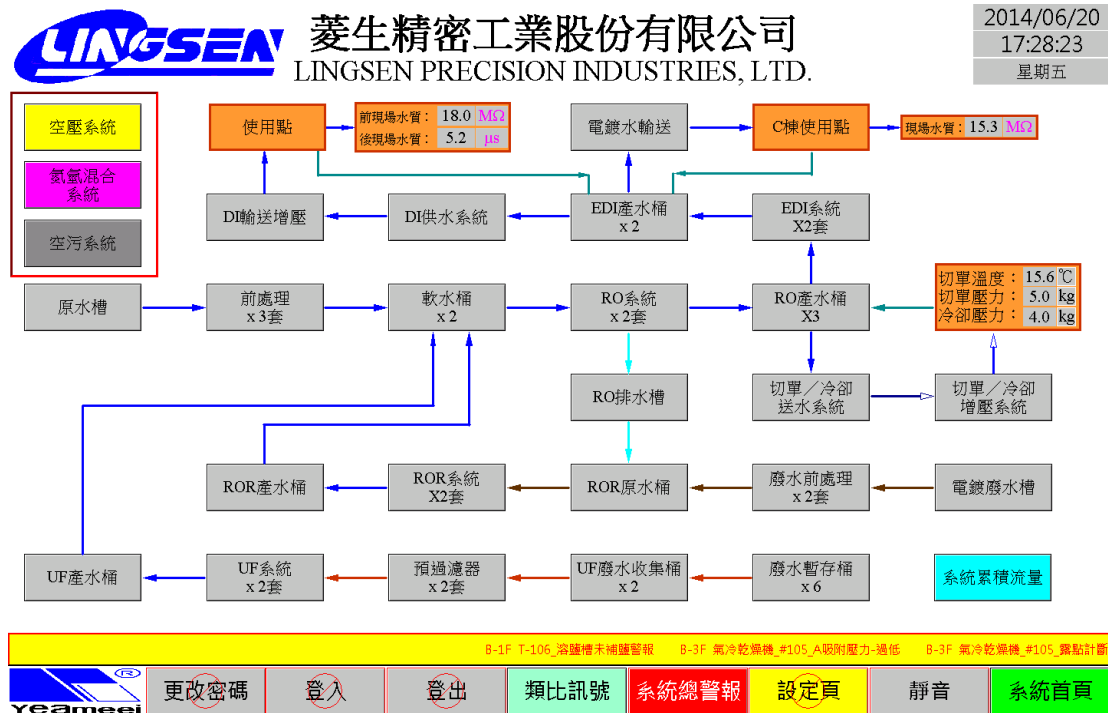 LINGSEN
菱生精密工業股份有限公司
LINGSEN PRECISION INDUSTRIES, LTD.
2014/06/20
17:28:23
星期五
空壓系統
氮氫混合
系統
空污系統
使用點
前現場水質： 18.0 MΩ
後現場水質： 5.2 μs
電鍍水輸送
C棟使用點
現場水質： 15.3 MΩ
DI輸送增壓
DI供水系統
EDI產水桶
x 2
EDI系統
X2套
原水槽
前處理
x 3套
軟水桶
x 2
RO系統
x 2套
RO產水桶
X3
切單溫度： 15.6 ℃
切單壓力： 5.0 kg
冷卻壓力： 4.0 kg
RO排水槽
切單／冷卻
送水系統
切單／冷卻
增壓系統
ROR產水桶
ROR系統
X2套
ROR原水桶
廢水前處理
x 2套
電鍍廢水槽
UF產水桶
UF系統
x 2套
預過濾器
x 2套
UF廢水收集桶
x 2
廢水暫存桶
x 6
系統累積流量
B-1F T-106_溶鹽槽未補鹽警報 B-3F 氣冷乾燥機_#105_A吸附壓力-過低 B-3F 氣冷乾燥機_#105_露點計斷
Yeameei ®
更改密碼
登入
登出
類比訊號
系統總警報
設定頁
靜音
系統首頁